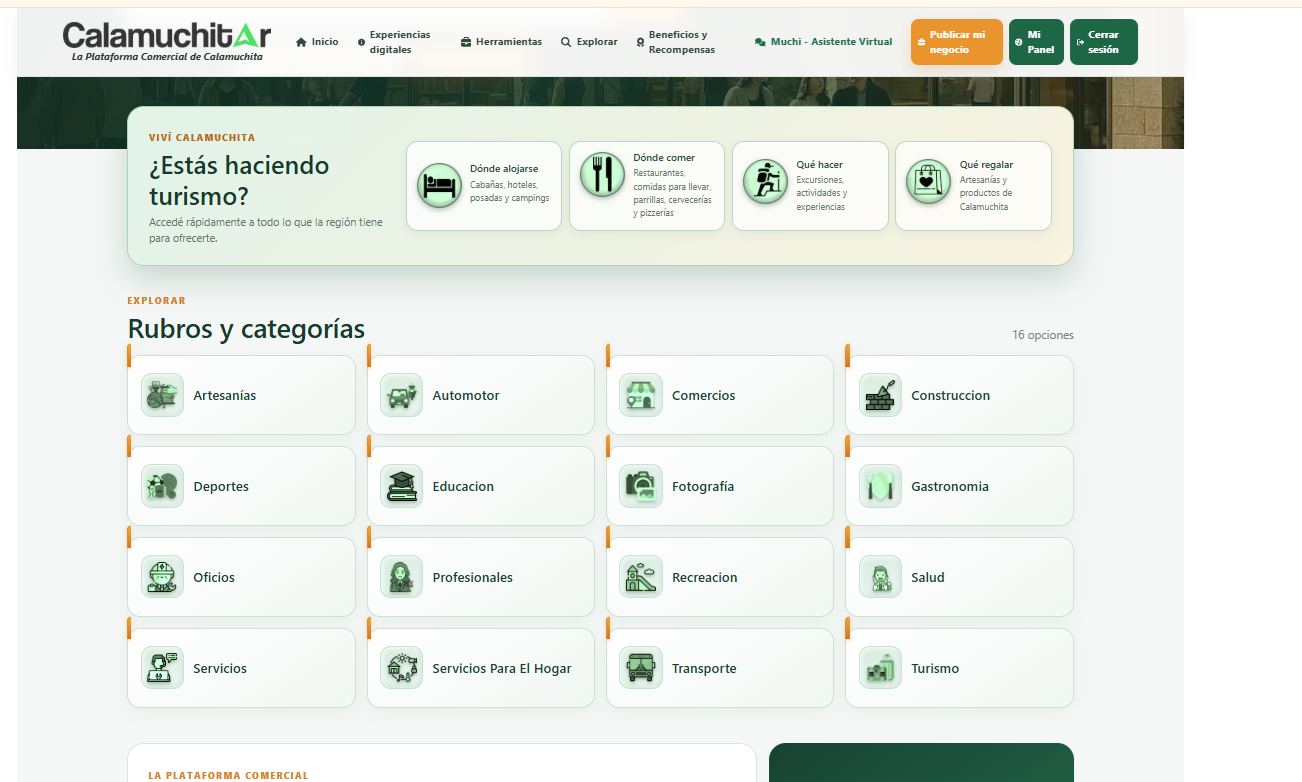 CalamuchitAr
La Plataforma Comercial de Calamuchita
Inicio
Experiencias
digitales
Herramientas
Explorar
Beneficios y
Recompensas
Muchi - Asistente Virtual
Publicar mi
negocio
Mi
Panel
Cerrar
sesión
VIVÍ CALAMUCHITA
¿Estás haciendo
turismo?
Accedé rápidamente a todo lo que la región tiene
para ofrecerte.
Dónde alojarse
Cabañas, hoteles,
posadas y campings
Dónde comer
Restaurantes,
comidas para llevar,
parrillas, cervecerías
y pizzerías
Qué hacer
Excursiones,
actividades y
experiencias
Qué regalar
Artesanías y
productos de
Calamuchita
EXPLORAR
Rubros y categorías
16 opciones
Artesanías
Automotor
Comercios
Construccion
Deportes
Educacion
Fotografía
Gastronomia
Oficios
Profesionales
Recreacion
Salud
Servicios
Servicios Para El Hogar
Transporte
Turismo
LA PLATAFORMA COMERCIAL